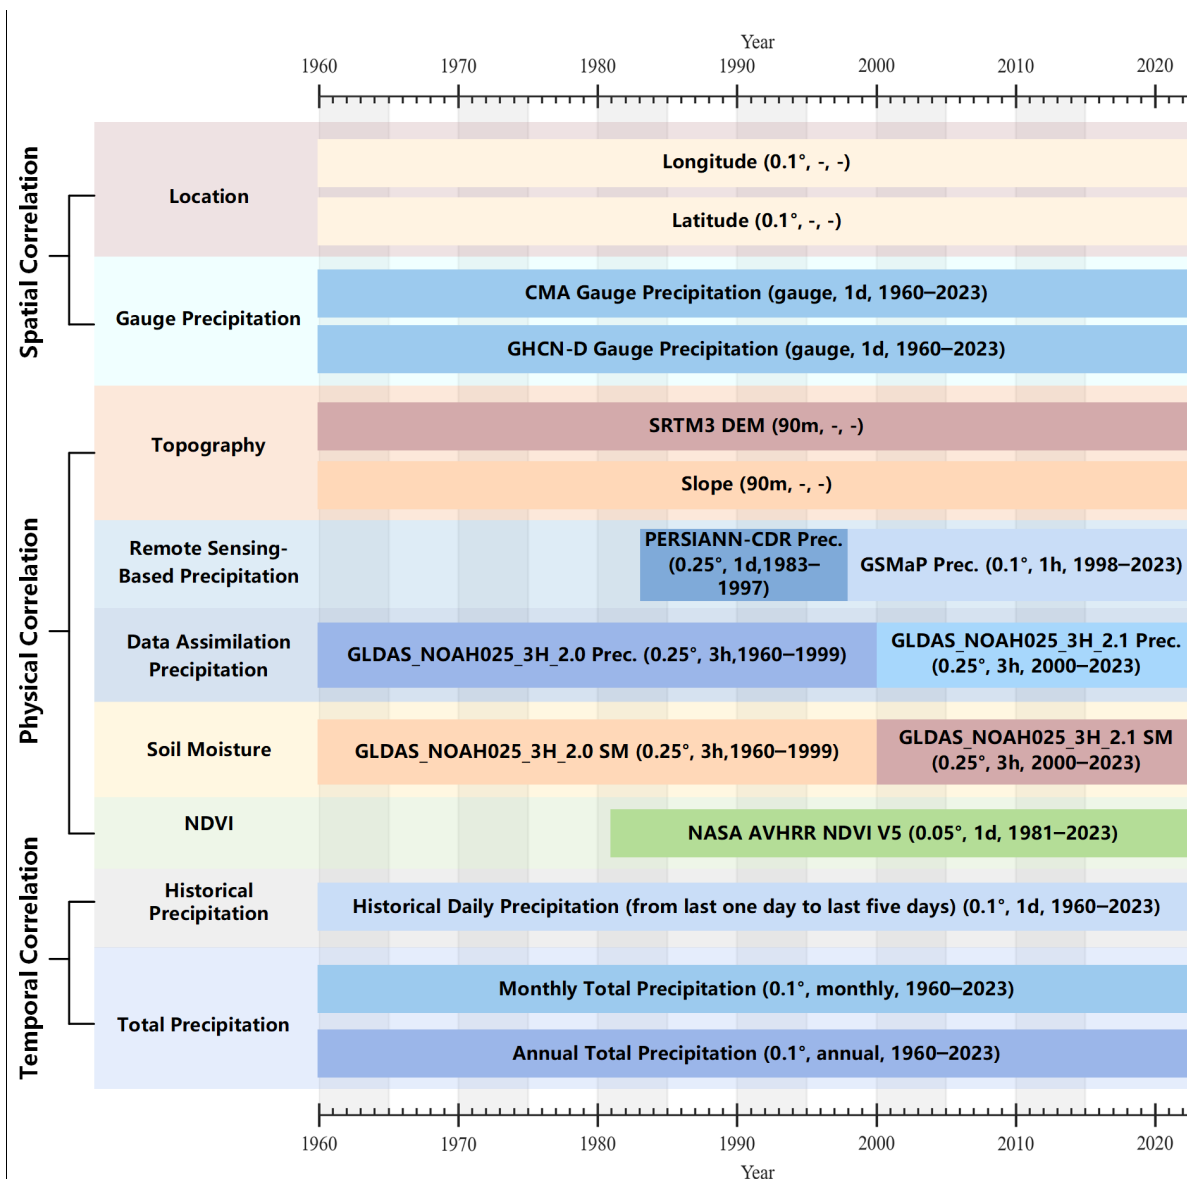 Year
1960 1970 1980 1990 2000 2010 2020
Spatial Correlation
Location
Longitude (0.1°, -, -)
Latitude (0.1°, -, -)
Gauge Precipitation
CMA Gauge Precipitation (gauge, 1d, 1960–2023)
GHCN-D Gauge Precipitation (gauge, 1d, 1960–2023)
Physical Correlation
Topography
SRTM3 DEM (90m, -, -)
Slope (90m, -, -)
Remote Sensing-
Based Precipitation
PERSIANN-CDR Prec.
(0.25°, 1d,1983–
1997)
GSMaP Prec. (0.1°, 1h, 1998–2023)
Data Assimilation
Precipitation
GLDAS_NOAH025_3H_2.0 Prec. (0.25°, 3h,1960–1999)
GLDAS_NOAH025_3H_2.1 Prec.
(0.25°, 3h, 2000–2023)
Soil Moisture
GLDAS_NOAH025_3H_2.0 SM (0.25°, 3h,1960–1999)
GLDAS_NOAH025_3H_2.1 SM
(0.25°, 3h, 2000–2023)
NDVI
NASA AVHRR NDVI V5 (0.05°, 1d, 1981–2023)
Temporal Correlation
Historical
Precipitation
Historical Daily Precipitation (from last one day to last five days) (0.1°, 1d, 1960–2023)
Total Precipitation
Monthly Total Precipitation (0.1°, monthly, 1960–2023)
Annual Total Precipitation (0.1°, annual, 1960–2023)
1960 1970 1980 1990 2000 2010 2020
Year